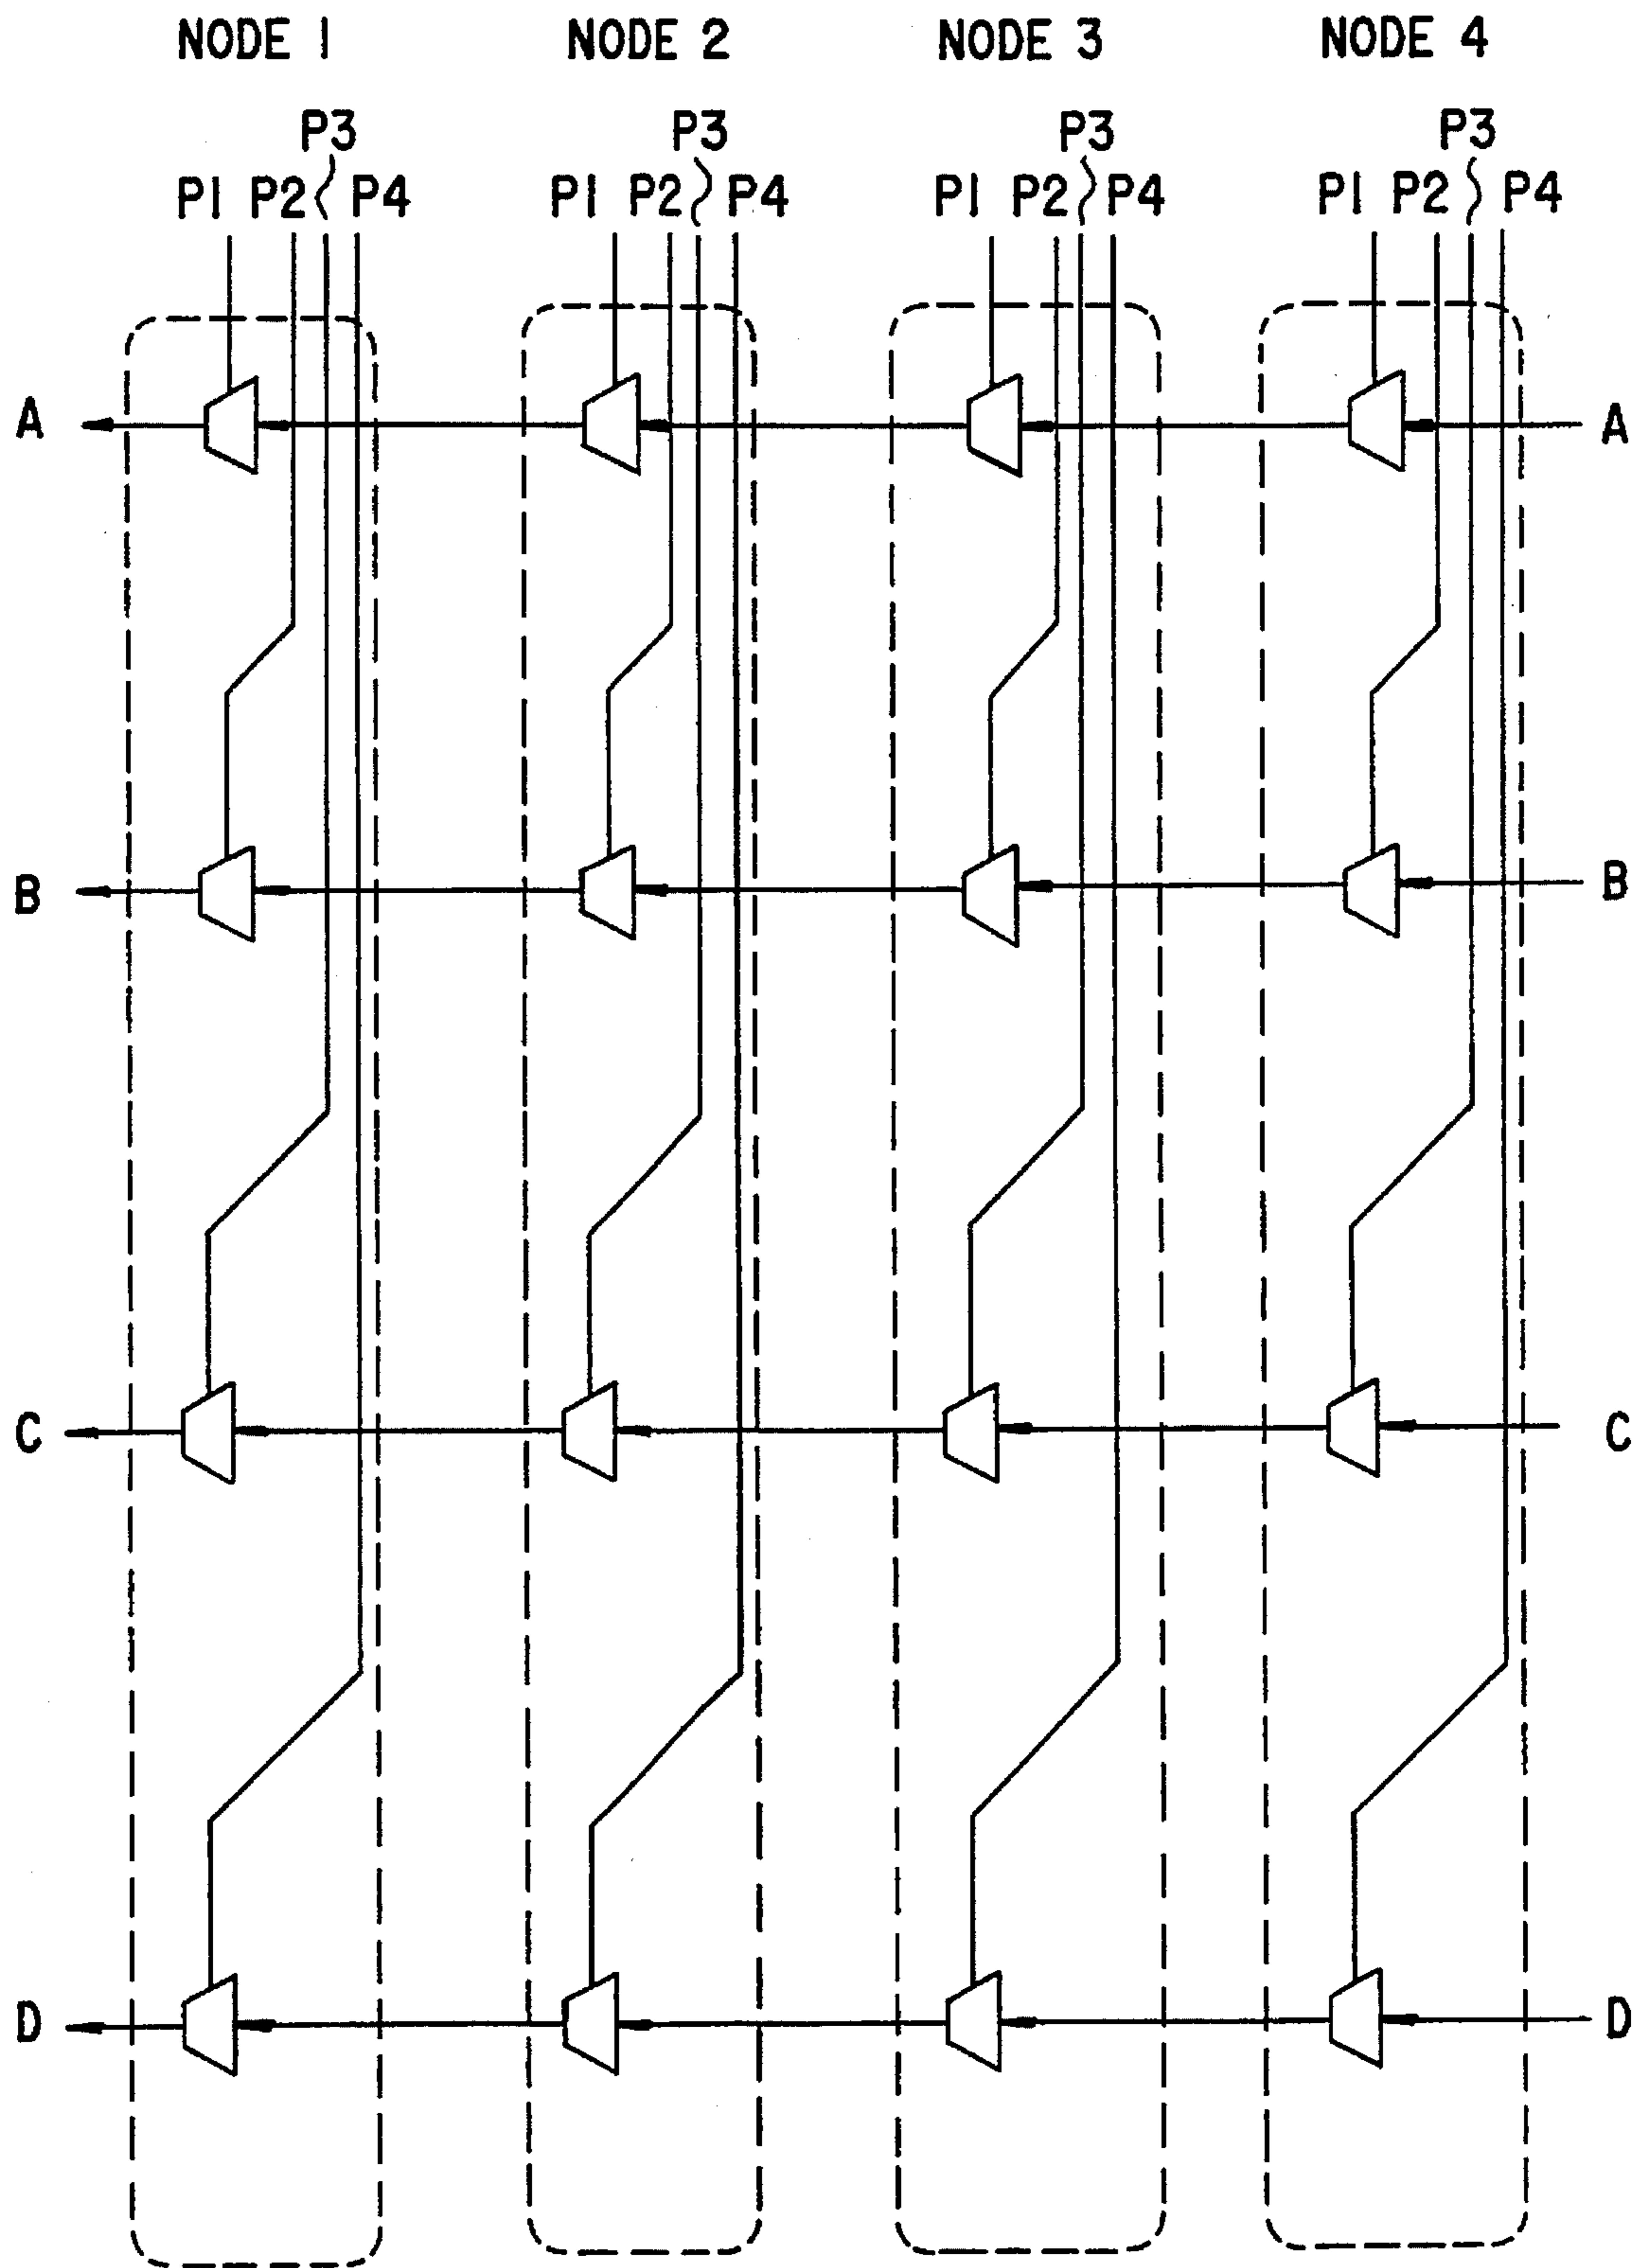 NODE 1 NODE 2 NODE 3 NODE 4
P3 P3 P3 P3
P1 P2 P4 P1 P2 P4 P1 P2 P4 P1 P2 P4
A A
B B
C C
D D